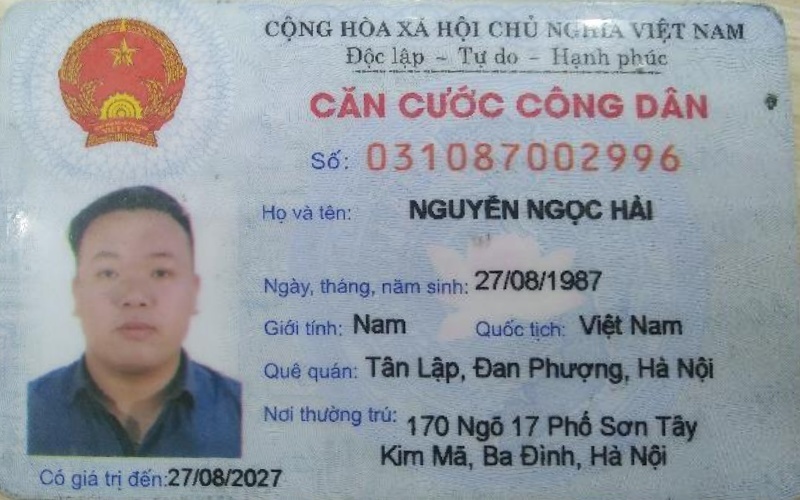 CỘNG HÒA XÃ HỘI CHỦ NGHĨA VIỆT NAM
Độc lập - Tự do - Hạnh phúc
CĂN CƯỚC CÔNG DÂN
Số: 031087002996
Họ và tên: NGUYỄN NGỌC HẢI
Ngày, tháng, năm sinh: 27/08/1987
Giới tính: Nam Quốc tịch: Việt Nam
Quê quán: Tân Lập, Đan Phượng, Hà Nội
Nơi thường trú: 170 Ngõ 17 Phố Sơn Tây
Kim Mã, Ba Đình, Hà Nội
Có giá trị đến: 27/08/2027